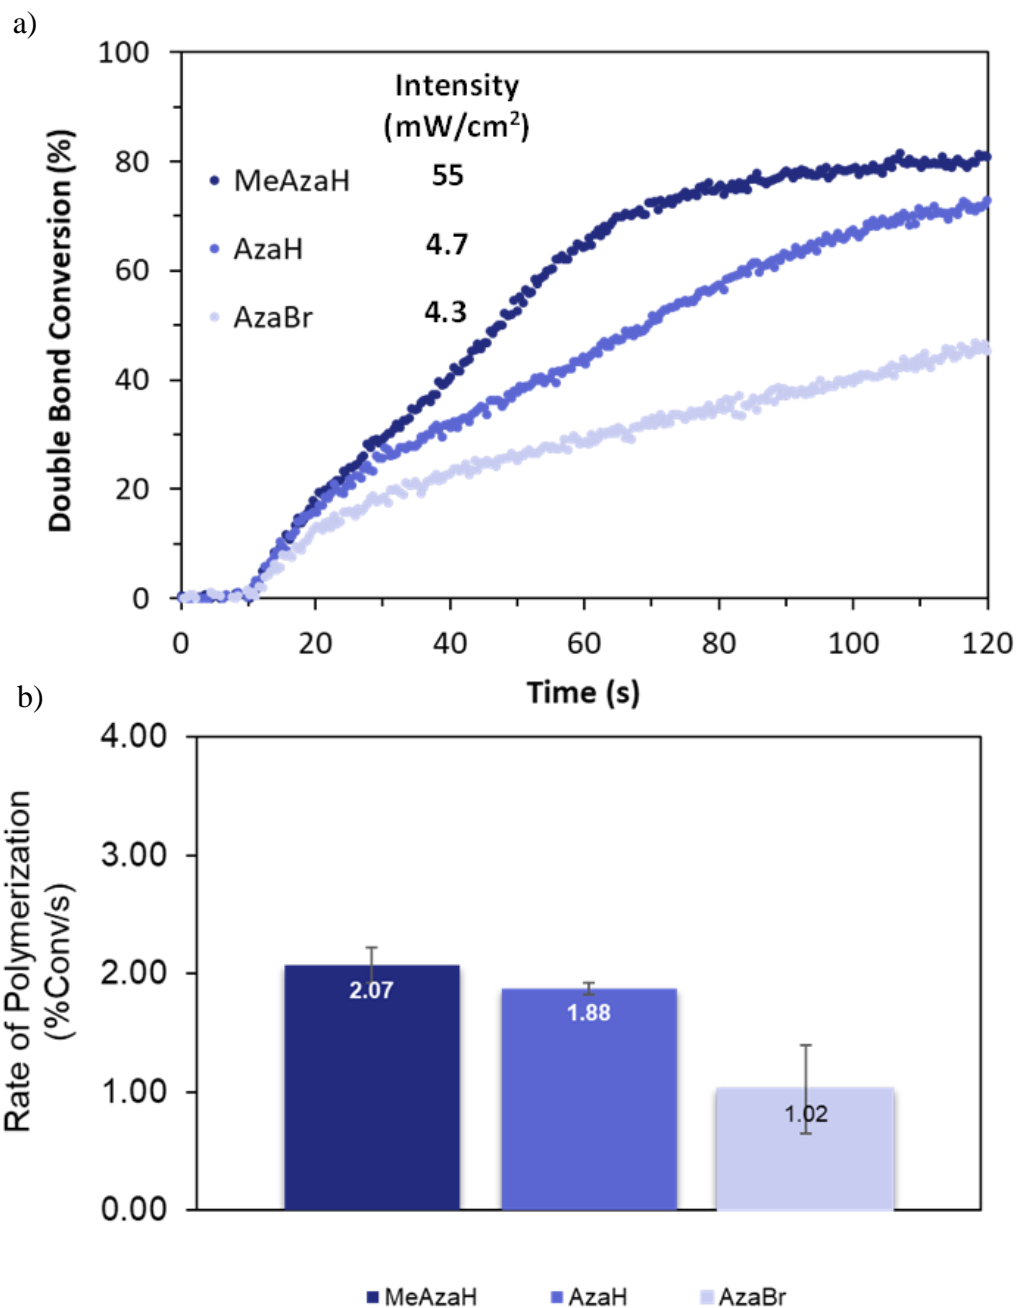 a)
100
80
60
40
20
0
Double Bond Conversion (%)
Intensity
(mW/cm²)
MeAzaH 55
AzaH 4.7
AzaBr 4.3
0 20 40 60 80 100 120
Time (s)
b)
4.00
3.00
2.00
1.00
0.00
Rate of Polymerization
(%Conv/s)
2.07
1.88
1.02
MeAzaH AzaH AzaBr